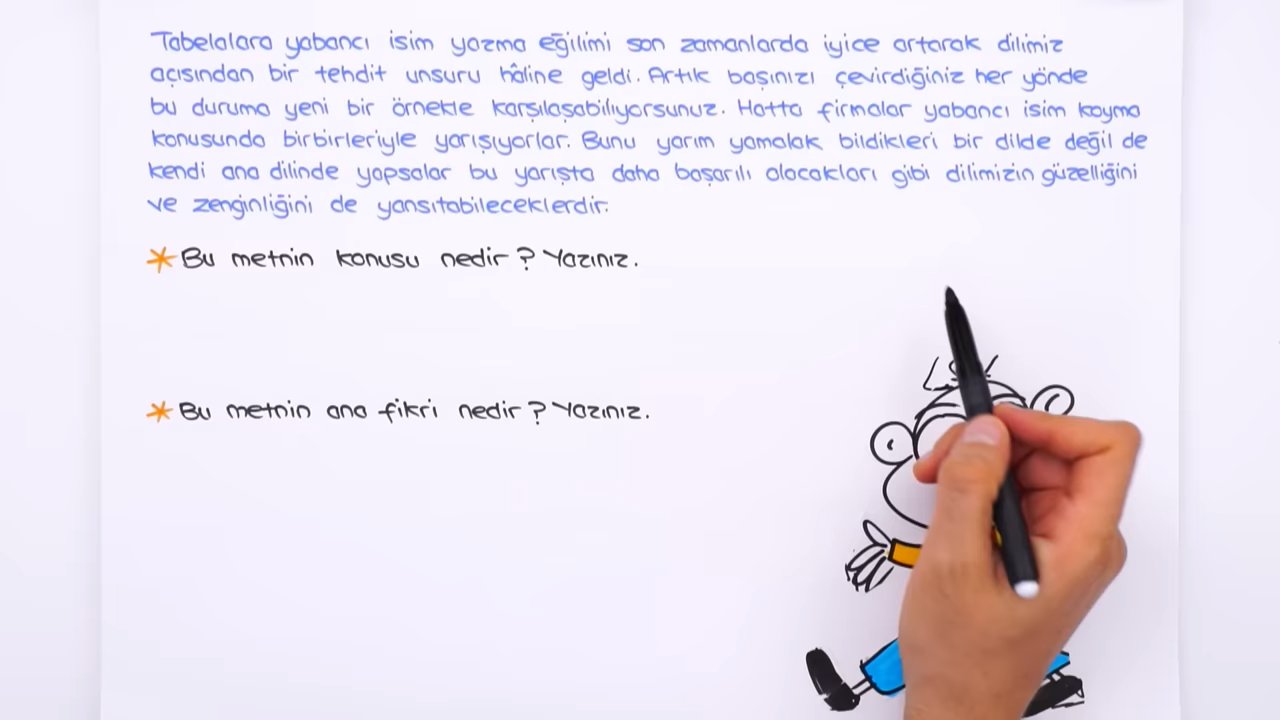 Tabelalara yabancı isim yazma eğilimi son zamanlarda iyice artarak dilimiz
açısından bir tehdit unsuru hâline geldi. Artık başınızı çevirdiğiniz her yönde
bu duruma yeni bir örnekle karşılaşabiliyorsunuz. Hatta firmalar yabancı isim koyma
konusunda birbirleriyle yarışıyorlar. Bunu yarım yamalak bildikleri bir dilde değil de
kendi ana dilinde yapsalar bu yarışta daha başarılı olacakları gibi dilimizin güzelliğini
ve zenginliğini de yansıtabileceklerdir.
* Bu metnin konusu nedir? Yazınız.
* Bu metnin ana fikri nedir? Yazınız.